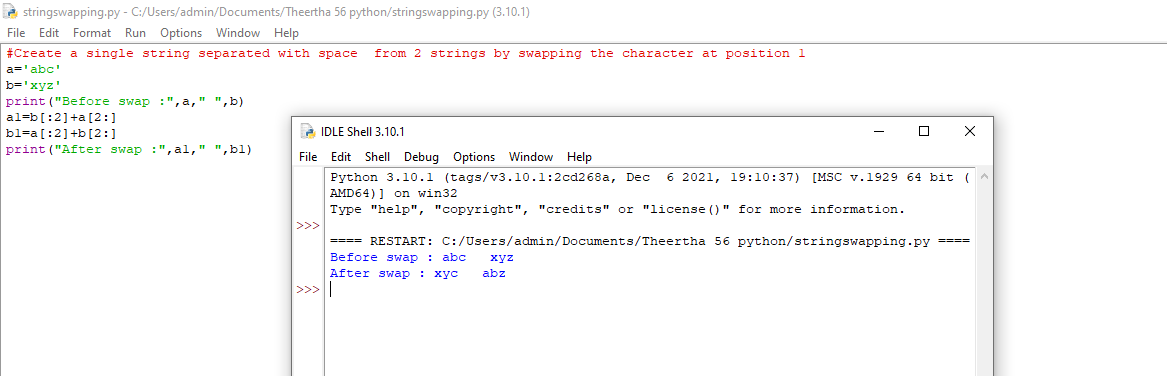 stringswapping.py - C:/Users/admin/Documents/Theertha 56 python/stringswapping.py (3.10.1)
File Edit Format Run Options Window Help
#Create a single string separated with space  from 2 strings by swapping the character at position 1
a='abc'
b='xyz'
print("Before swap :",a," ",b)
a1=b[:2]+a[2:]
b1=a[:2]+b[2:]
print("After swap :",a1," ",b1)
IDLE Shell 3.10.1
File Edit Shell Debug Options Window Help
Python 3.10.1 (tags/v3.10.1:2cd268a, Dec  6 2021, 19:10:37) [MSC v.1929 64 bit (
AMD64)] on win32
Type "help", "copyright", "credits" or "license()" for more information.
>>>
==== RESTART: C:/Users/admin/Documents/Theertha 56 python/stringswapping.py ====
Before swap : abc   xyz
After swap : xyc   abz
>>>